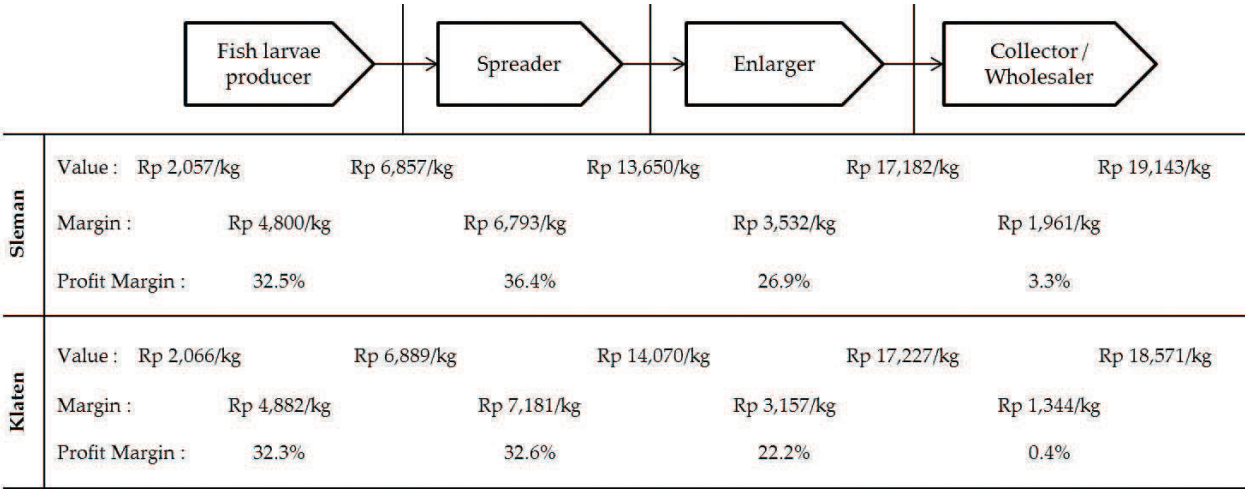 Fish larvae
producer
Spreader
Enlarger
Collector/
Wholesaler
Sleman
Value : Rp 2,057/kg Rp 6,857/kg Rp 13,650/kg Rp 17,182/kg Rp 19,143/kg
Margin : Rp 4,800/kg Rp 6,793/kg Rp 3,532/kg Rp 1,961/kg
Profit Margin : 32.5% 36.4% 26.9% 3.3%
Klaten
Value : Rp 2,066/kg Rp 6,889/kg Rp 14,070/kg Rp 17,227/kg Rp 18,571/kg
Margin : Rp 4,882/kg Rp 7,181/kg Rp 3,157/kg Rp 1,344/kg
Profit Margin : 32.3% 32.6% 22.2% 0.4%